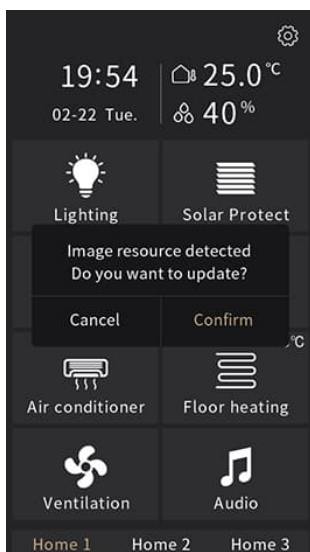 19:54
25.0 °C
02-22 Tue.
40 %
Lighting
Solar Protect
Image resource detected
Do you want to update?
Cancel
Confirm
°C
Air conditioner
Floor heating
Ventilation
Audio
Home 1
Home 2
Home 3